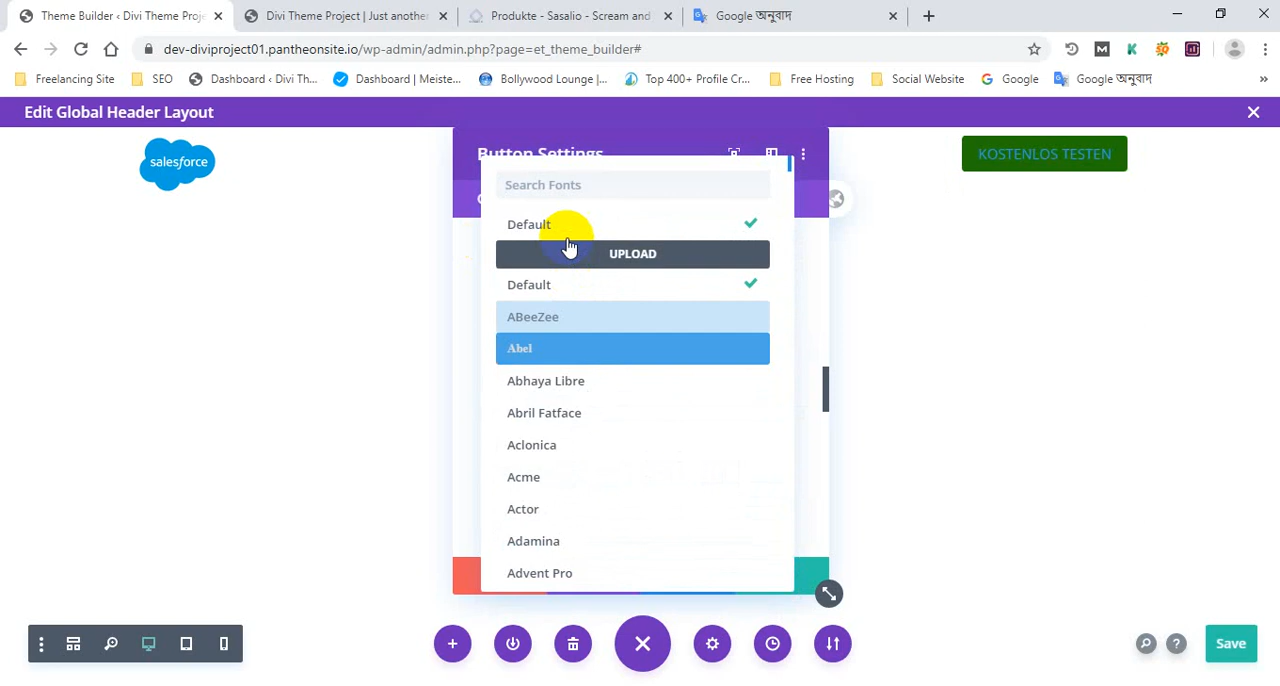 Theme Builder ‹ Divi Theme Proje
Divi Theme Project | Just another
Produkte - Sasalio - Scream and
Google অনুবাদ
dev-diviproject01.pantheonsite.io/wp-admin/admin.php?page=et_theme_builder#
Freelancing Site
SEO
Dashboard ‹ Divi Th...
Dashboard | Meiste...
Bollywood Lounge |...
Top 400+ Profile Cr...
Free Hosting
Social Website
Google
Google অনুবাদ
»
Edit Global Header Layout
salesforce
Button Settings
KOSTENLOS TESTEN
Search Fonts
Default
UPLOAD
Default
ABeeZee
Abel
Abhaya Libre
Abril Fatface
Aclonica
Acme
Actor
Adamina
Advent Pro
Save